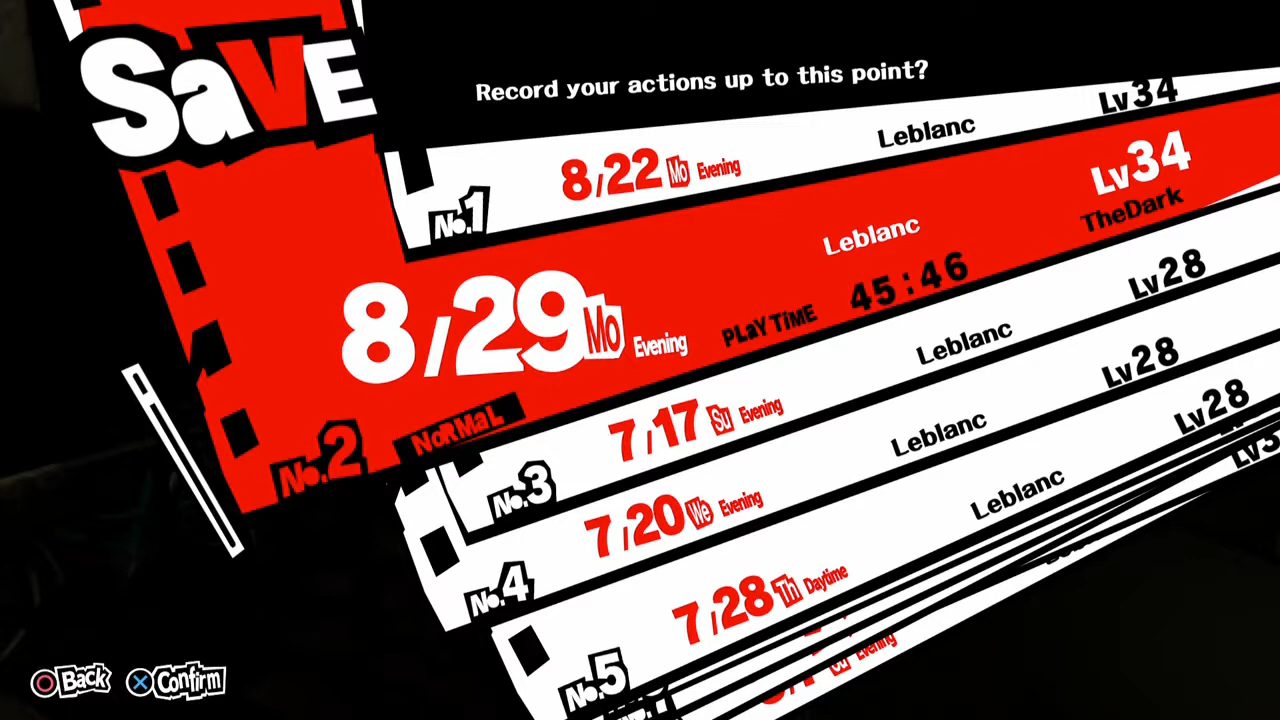 SaVE
Record your actions up to this point?
No.1 8/22 Mo Evening Leblanc Lv34
No.2 8/29 Mo Evening Leblanc Lv34
NoRMaL PLaY TiME 45:46 TheDark
No.3 7/17 Su Evening Leblanc Lv28
No.4 7/20 We Evening Leblanc Lv28
No.5 7/28 Th Daytime Leblanc Lv28
Evening
Back Confirm